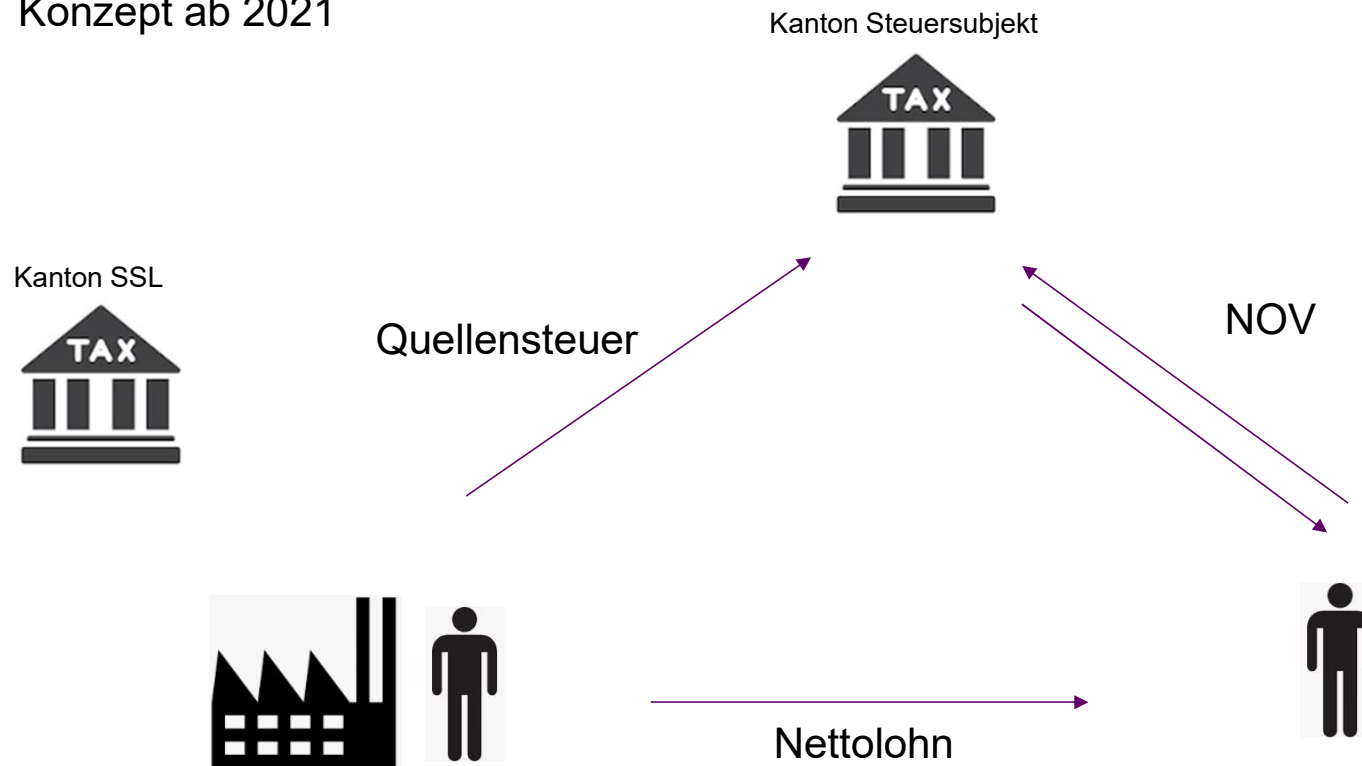 Konzept ab 2021
Kanton Steuersubjekt
TAX
Kanton SSL
TAX
Quellensteuer
NOV
Nettolohn